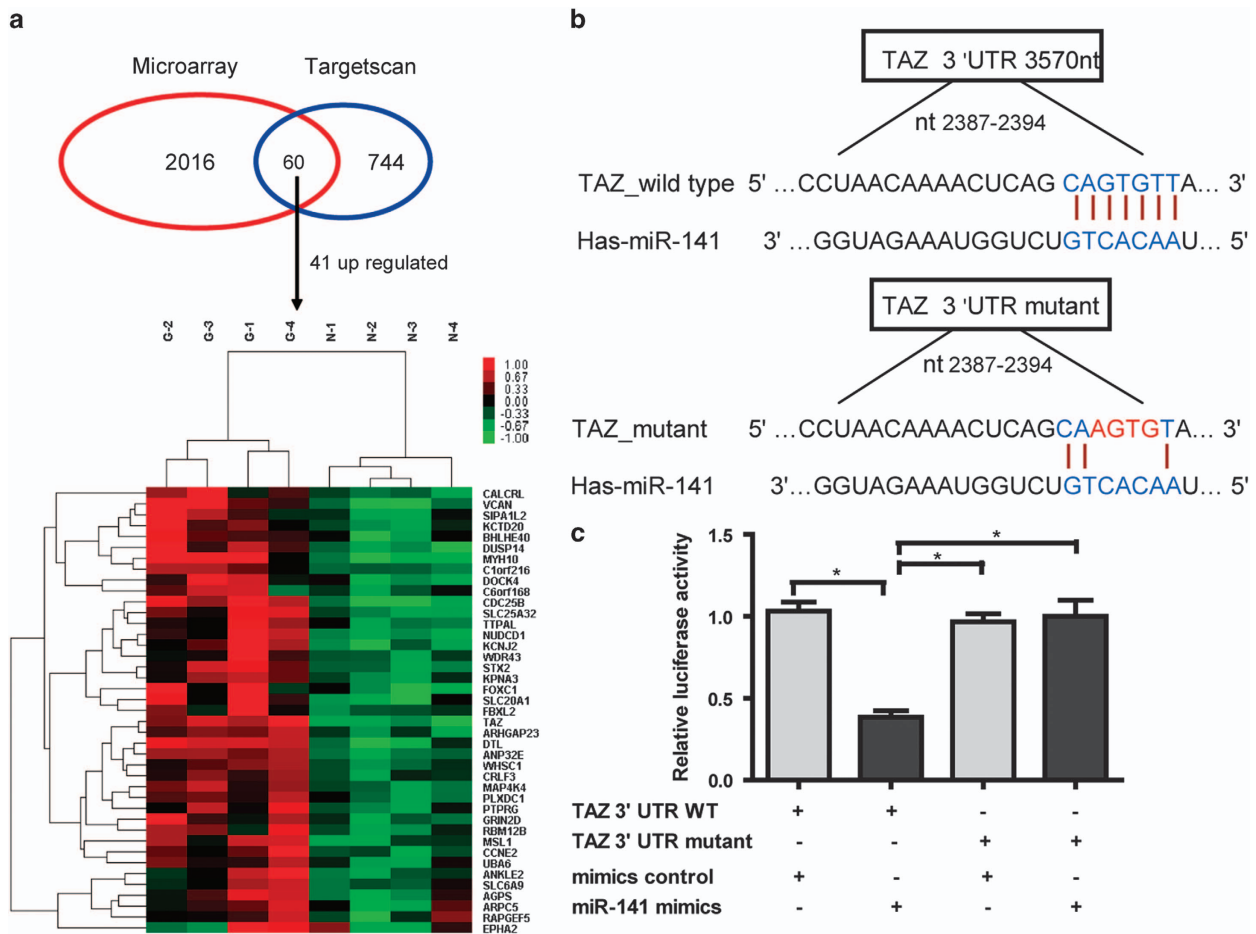 a
Microarray Targetscan
2016 60 744
41 up regulated
G-2 G-3 G-1 G-4 N-1 N-2 N-3 N-4
1.00
0.67
0.33
0.00
-0.33
-0.67
-1.00
CALCRL
VCAN
SIPA1L2
KCTD20
BHLHE40
DUSP14
MYH10
C1orf216
DOCK4
C6orf168
CDC25B
SLC25A32
TTPAL
NUDCD1
KCNJ2
WDR43
STX2
KPNA3
FOXC1
SLC20A1
FBXL2
TAZ
ARHGAP23
DTL
ANP32E
WHSC1
CRLF3
MAP4K4
PLXDC1
PTPRG
GRIN2D
RBM12B
MSL1
CCNE2
UBA6
ANKLE2
SLC6A9
AGPS
ARPC5
RAPGEF5
EPHA2
b
TAZ 3 'UTR 3570nt
nt 2387-2394
TAZ_wild type 5' ...CCUAACAAAACUCAG CAGTGTTA... 3'
Has-miR-141 3' ...GGUAGAAAUGGUCUGTCACAAU... 5'
TAZ 3 'UTR mutant
nt 2387-2394
TAZ_mutant 5' ...CCUAACAAAACUCAGCAAGTGTA... 3'
Has-miR-141 3'...GGUAGAAAUGGUCUGTCACAAU... 5'
c
Relative luciferase activity
1.5
1.0
0.5
0.0
* * *
TAZ 3' UTR WT + + - -
TAZ 3' UTR mutant - - + +
mimics control + - + -
miR-141 mimics - + - +